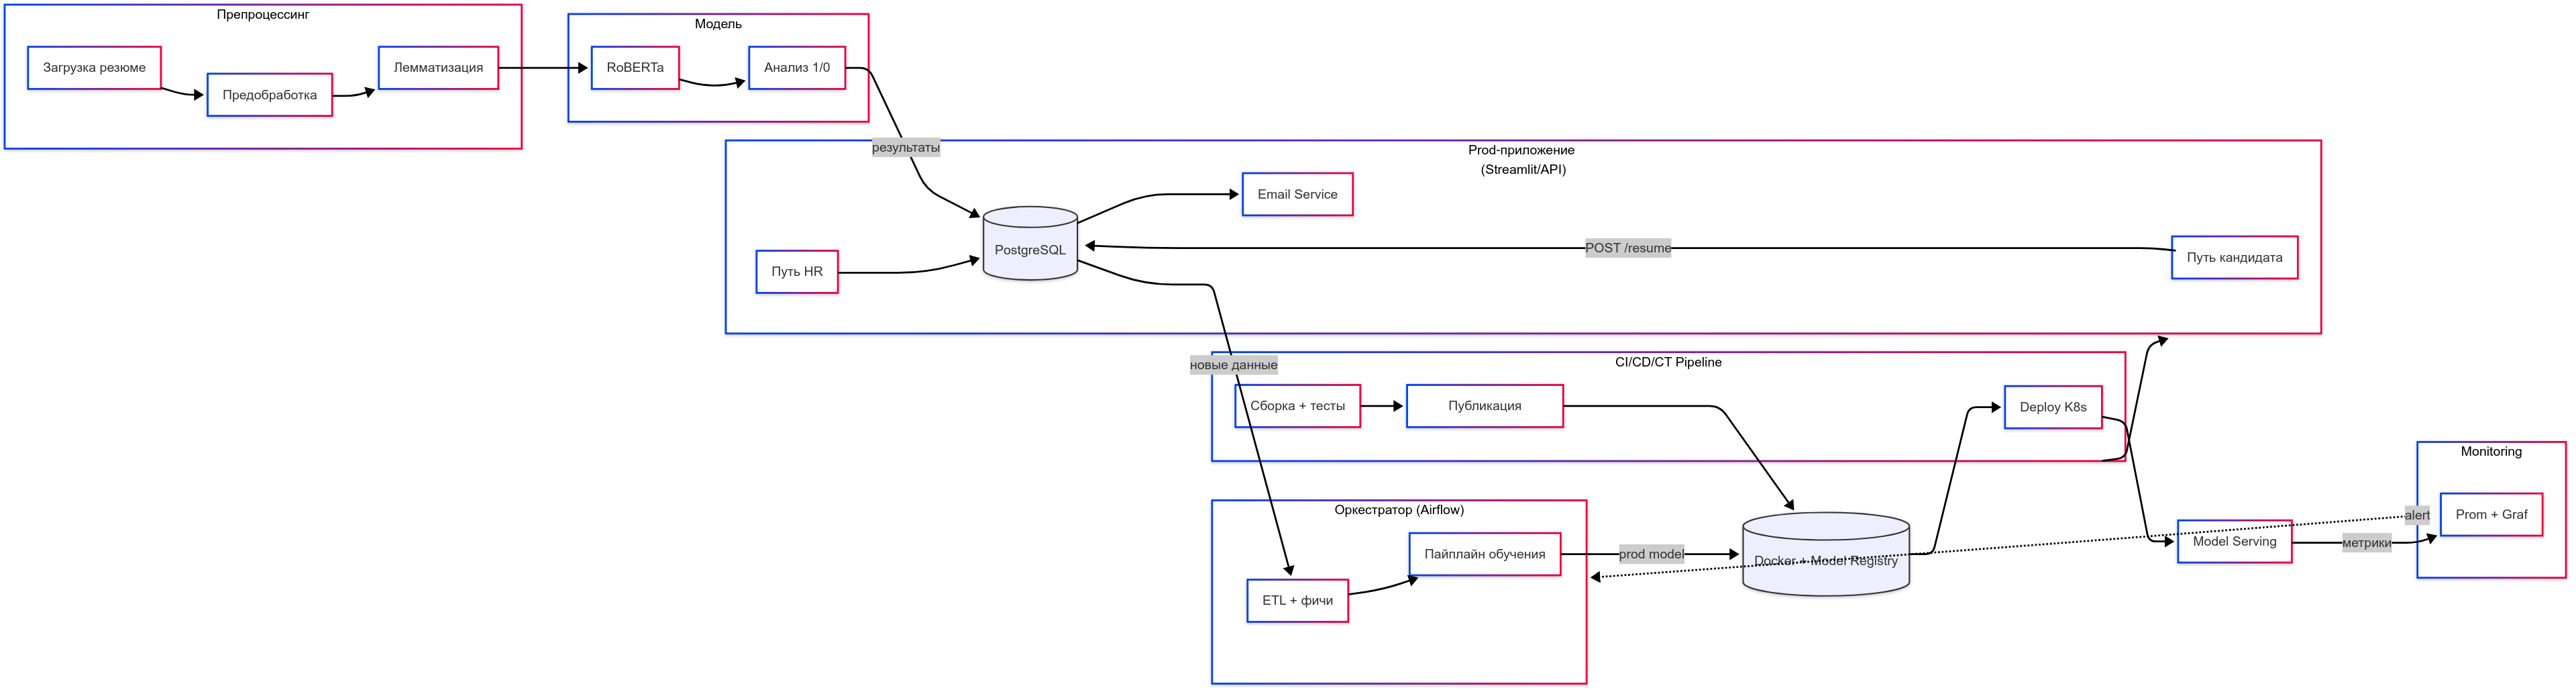 Препроцессинг
Загрузка резюме
Предобработка
Лемматизация
Модель
RoBERTa
Анализ 1/0
результаты
Prod-приложение
(Streamlit/API)
Email Service
PostgreSQL
Путь HR
POST /resume
Путь кандидата
новые данные
CI/CD/CT Pipeline
Сборка + тесты
Публикация
Deploy K8s
Оркестратор (Airflow)
Пайплайн обучения
ETL + фичи
prod model
Docker + Model Registry
Model Serving
метрики
alert
Monitoring
Prom + Graf